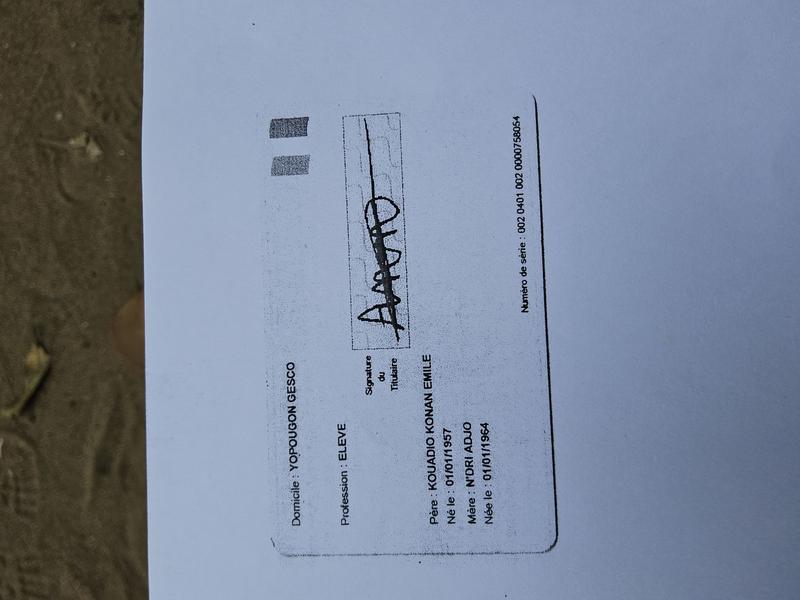 Domicile : YOPOUGON GESCO
Profession : ELEVE
Signature
du
Titulaire
Père : KOUADIO KONAN EMILE
Né le : 01/01/1957
Mère : N'DRI ADJO
Née le : 01/01/1964
Numéro de série : 002 0401 002 0000758054